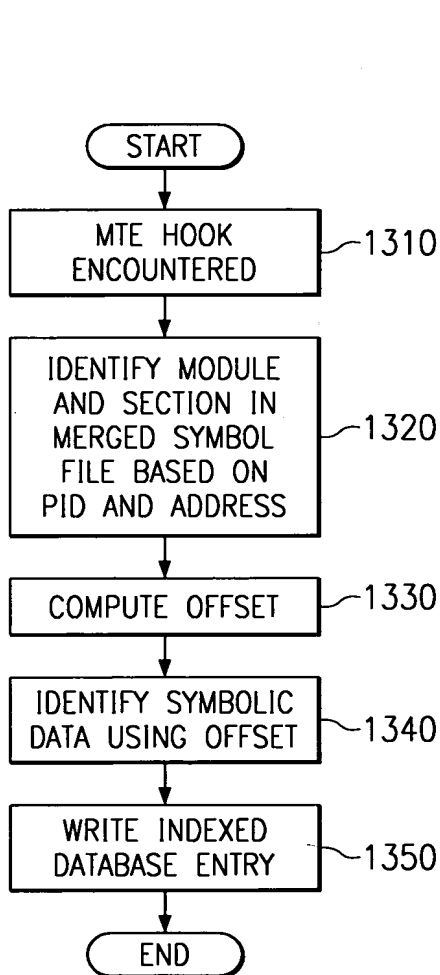 START
MTE HOOK
ENCOUNTERED
1310
IDENTIFY MODULE
AND SECTION IN
MERGED SYMBOL
FILE BASED ON
PID AND ADDRESS
1320
COMPUTE OFFSET
1330
IDENTIFY SYMBOLIC
DATA USING OFFSET
1340
WRITE INDEXED
DATABASE ENTRY
1350
END